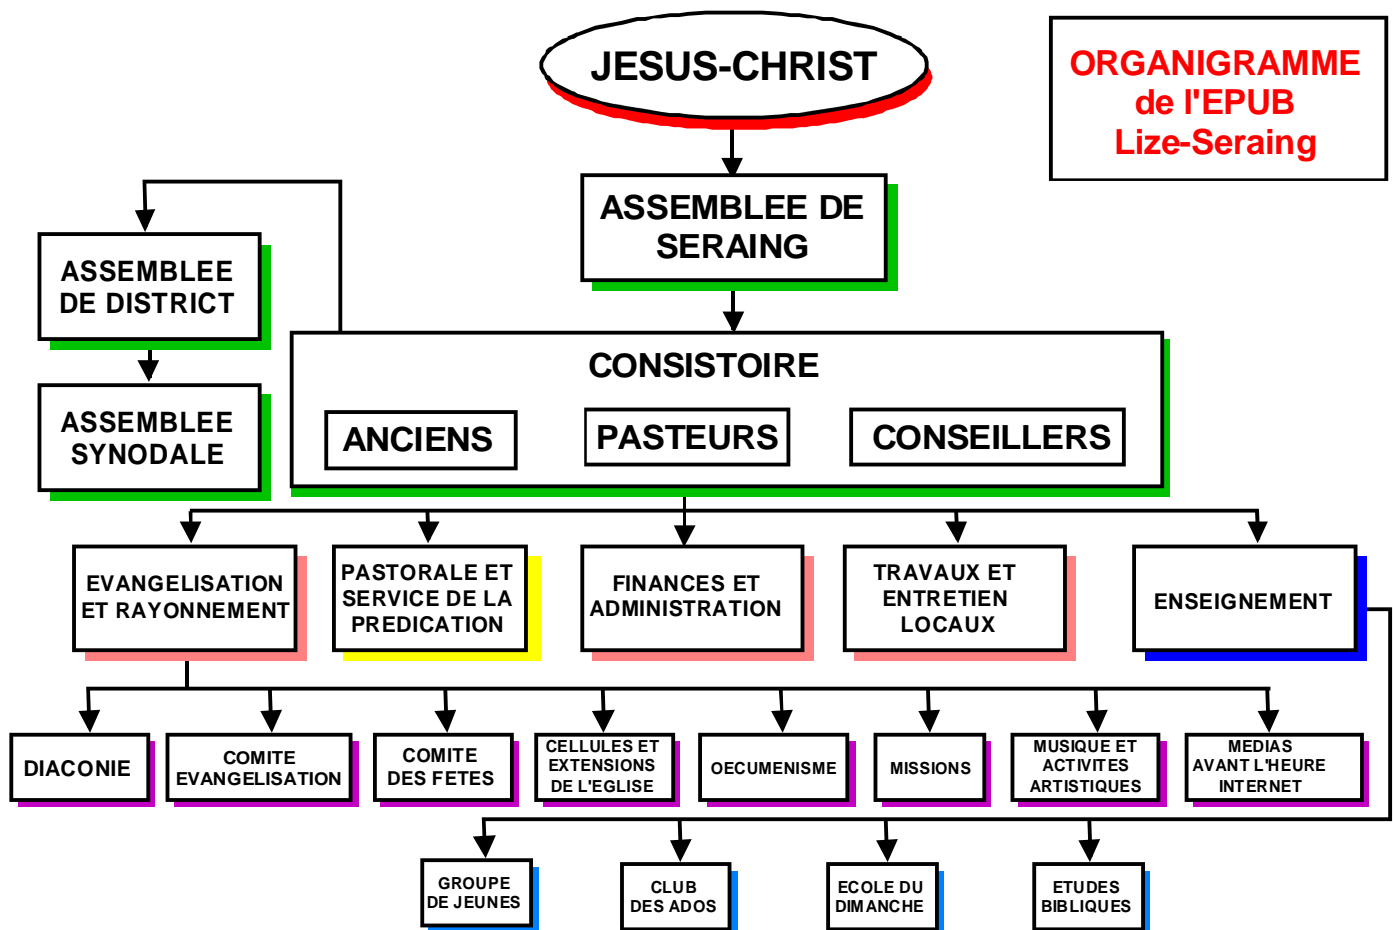 JESUS-CHRIST
ORGANIGRAMME
de l'EPUB
Lize-Seraing
ASSEMBLEE DE
SERAING
ASSEMBLEE
DE DISTRICT
ASSEMBLEE
SYNODALE
CONSISTOIRE
ANCIENS
PASTEURS
CONSEILLERS
EVANGELISATION
ET RAYONNEMENT
PASTORALE ET
SERVICE DE LA
PREDICATION
FINANCES ET
ADMINISTRATION
TRAVAUX ET
ENTRETIEN
LOCAUX
ENSEIGNEMENT
DIACONIE
COMITE
EVANGELISATION
COMITE
DES FETES
CELLULES ET
EXTENSIONS
DE L'EGLISE
OECUMENISME
MISSIONS
MUSIQUE ET
ACTIVITES
ARTISTIQUES
MEDIAS
AVANT L'HEURE
INTERNET
GROUPE
DE JEUNES
CLUB
DES ADOS
ECOLE DU
DIMANCHE
ETUDES
BIBLIQUES